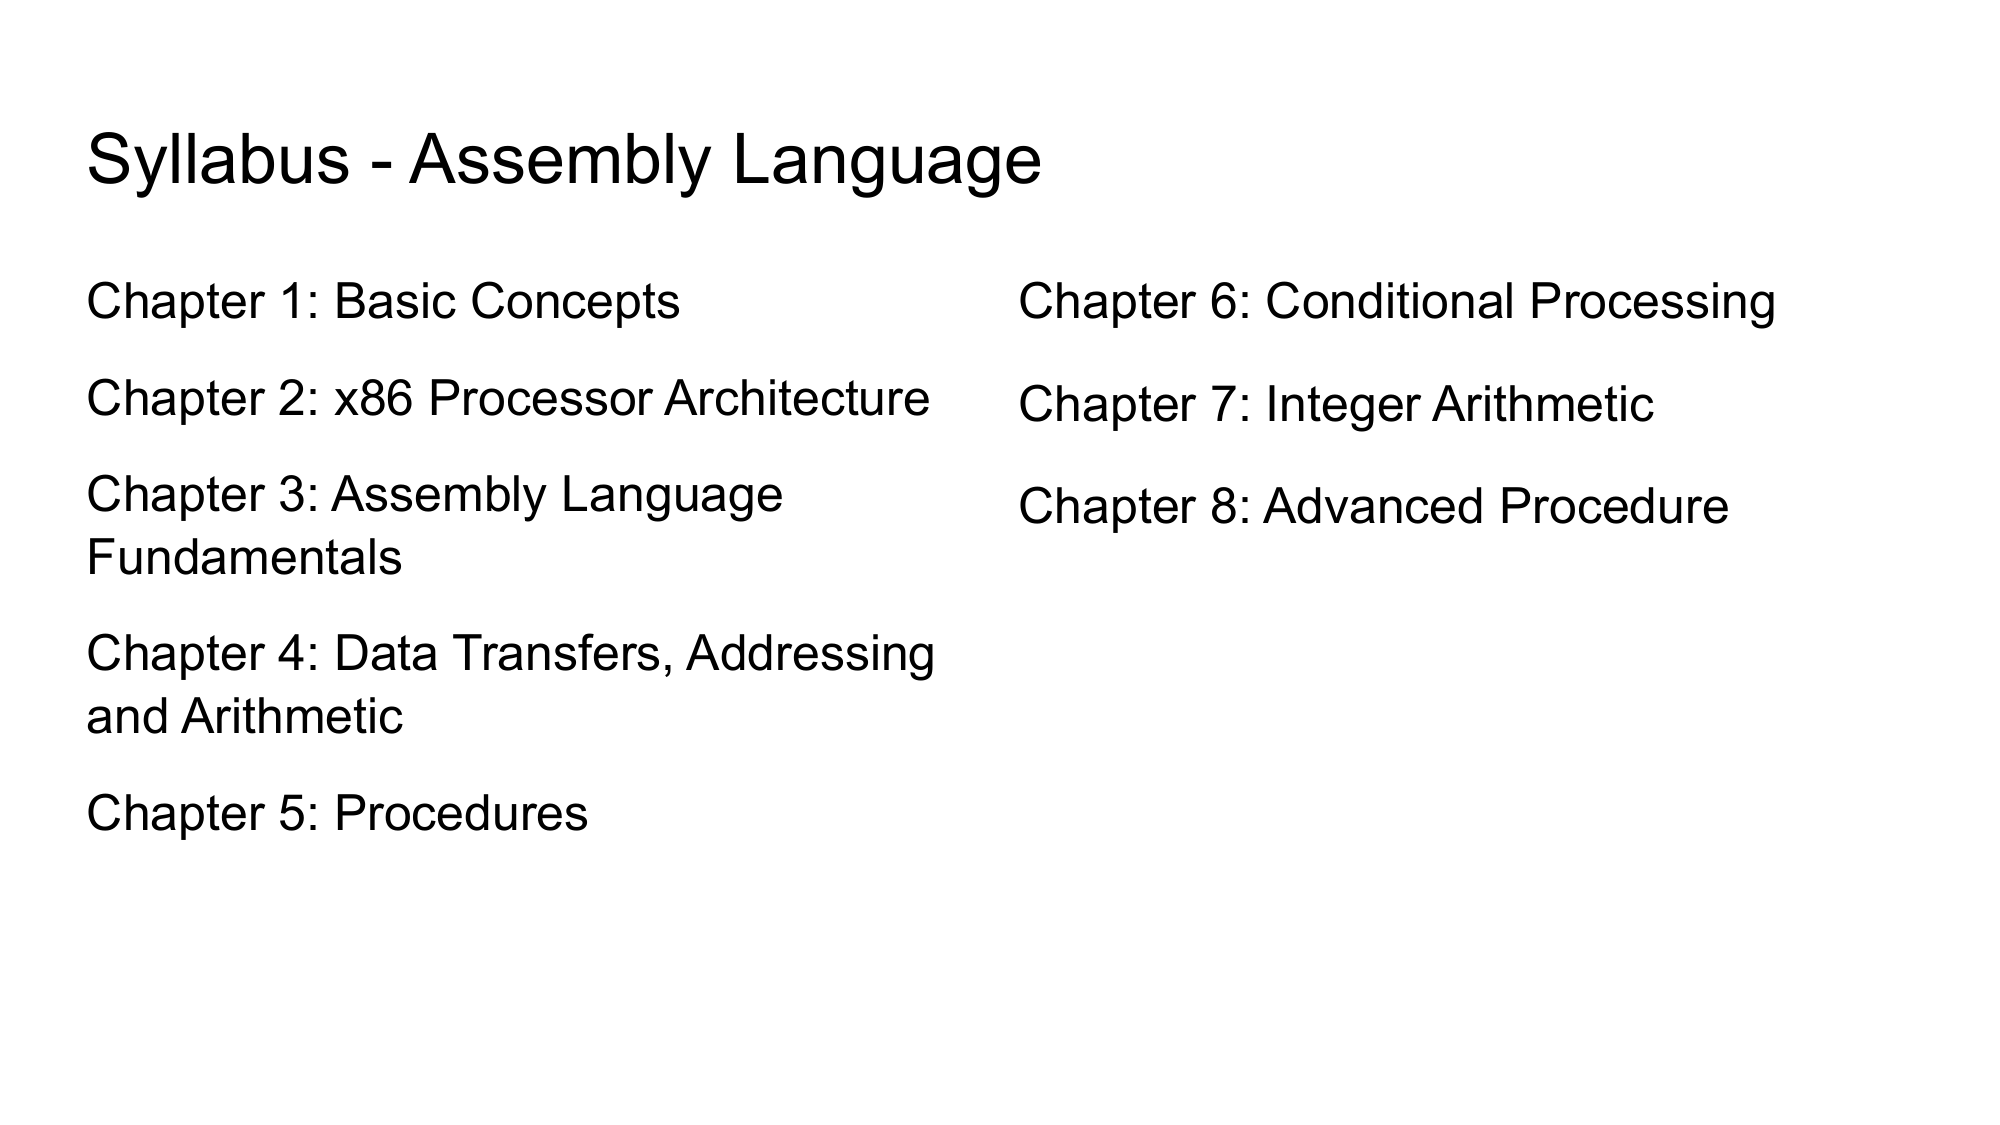 Syllabus - Assembly Language
Chapter 1: Basic Concepts
Chapter 2: x86 Processor Architecture
Chapter 3: Assembly Language
Fundamentals
Chapter 4: Data Transfers, Addressing
and Arithmetic
Chapter 5: Procedures
Chapter 6: Conditional Processing
Chapter 7: Integer Arithmetic
Chapter 8: Advanced Procedure